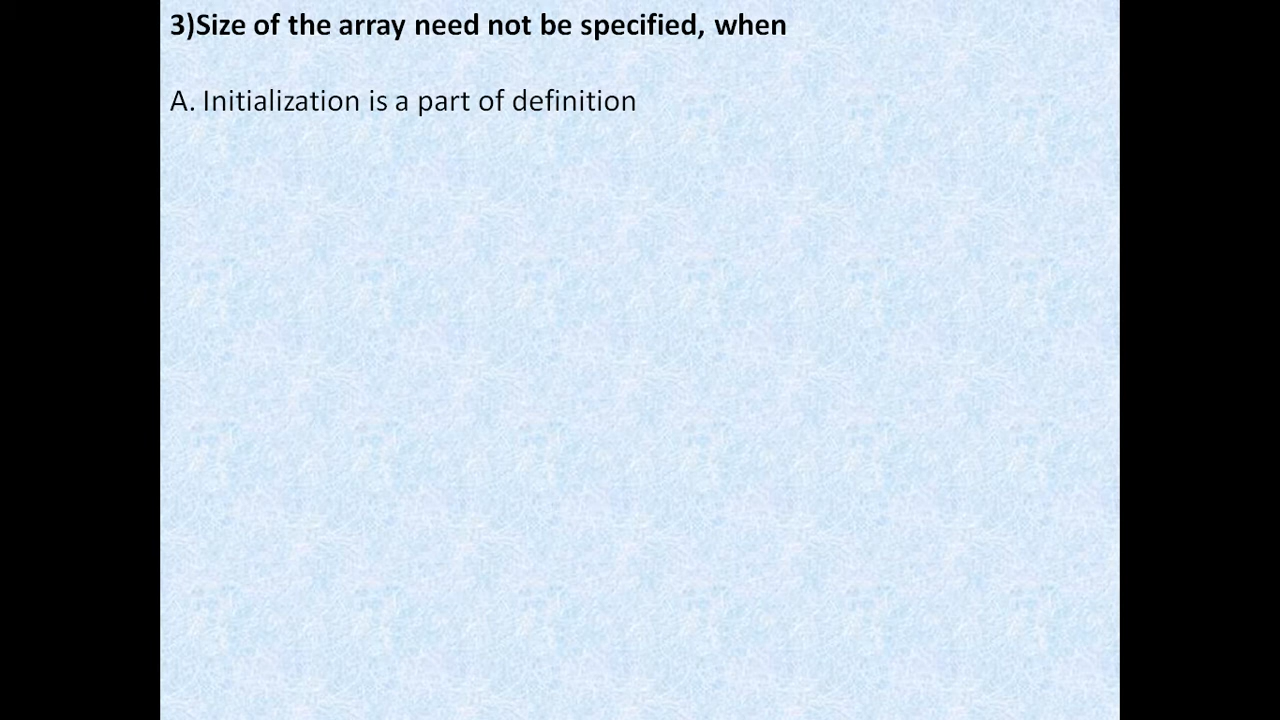 3)Size of the array need not be specified, when
A. Initialization is a part of definition